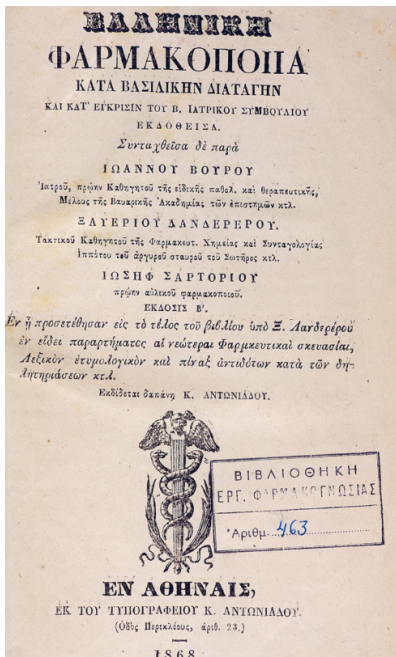 ΕΛΛΗΝΙΚΗ
ΦΑΡΜΑΚΟΠΟΙΙΑ
ΚΑΤΑ ΒΑΣΙΛΙΚΗΝ ΔΙΑΤΑΓΗΝ
ΚΑΙ ΚΑΤ' ΕΓΚΡΙΣΙΝ ΤΟΥ Β. ΙΑΤΡΙΚΟΥ ΣΥΜΒΟΥΛΙΟΥ
ΕΚΔΟΘΕΙΣΑ.
Συνταχθεῖσα δὲ παρὰ
ΙΩΑΝΝΟΥ ΒΟΥΡΟΥ
Ἰατροῦ, πρῴην Καθηγητοῦ τῆς εἰδικῆς παθολ. καὶ θεραπευτικῆς,
Μέλους τῆς Βαυαρικῆς Ἀκαδημίας τῶν ἐπιστημῶν κτλ.
ΞΑΥΕΡΙΟΥ ΛΑΝΔΕΡΕΡΟΥ.
Τακτικοῦ Καθηγητοῦ τῆς Φαρμακευτ. Χημείας καὶ Συνταγολογίας
Ἱππότου τοῦ ἀργυροῦ σταυροῦ τοῦ Σωτῆρος κτλ.
ΙΩΣΗΦ ΣΑΡΤΟΡΙΟΥ
πρῴην αὐλικοῦ φαρμακοποιοῦ.
ΕΚΔΟΣΙΣ Β'.
Ἐν ᾗ προσετέθησαν εἰς τὸ τέλος τοῦ βιβλίου ὑπὸ Ξ. Λανδερέρου
ἐν εἴδει παραρτήματος αἱ νεώτεραι Φαρμκευτικαὶ σκευασίαι,
Λεξικὸν ἐτυμολογικὸν καὶ πίναξ ἀντιδότων κατὰ τῶν δη-
λητηριάσεων κτλ.
Ἐκδίδεται δαπάνῃ Κ. ΑΝΤΩΝΙΑΔΟΥ.
ΒΙΒΛΙΟΘΗΚΗ
ΕΡΓ. ΦΑΡΜΑΚΟΓΝΩΣΙΑΣ
Ἀριθμ. 463
ΕΝ ΑΘΗΝΑΙΣ,
ΕΚ ΤΟΥ ΤΥΠΟΓΡΑΦΕΙΟΥ Κ. ΑΝΤΩΝΙΑΔΟΥ.
(Ὁδὸς Περικλέους, ἀριθ. 23.)
1868